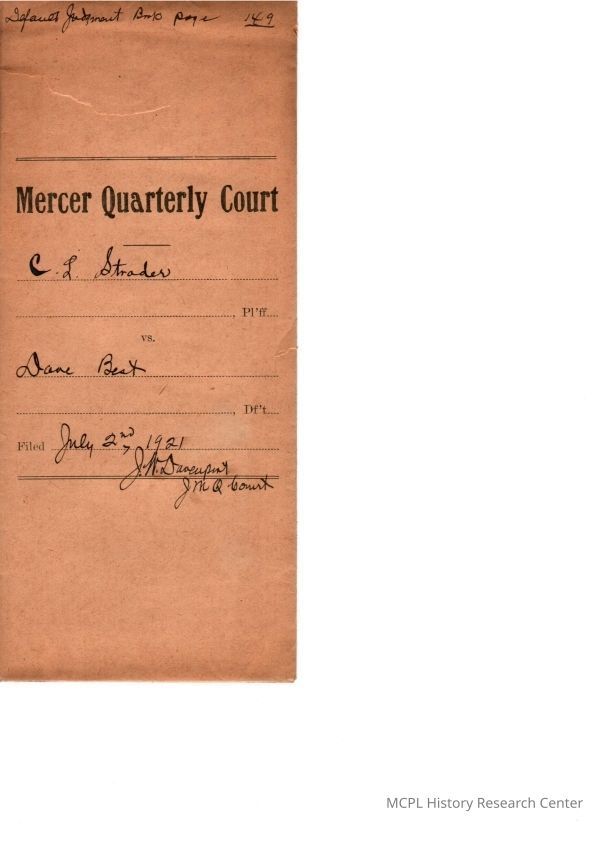 Default Judgment Book page 149
Mercer Quarterly Court
C. L. Strader
, Pl'ff.
vs.
Dave Best
, Df't.
Filed July 2nd, 1921
J. W. Davenport
J M Q Court
MCPL History Research Center